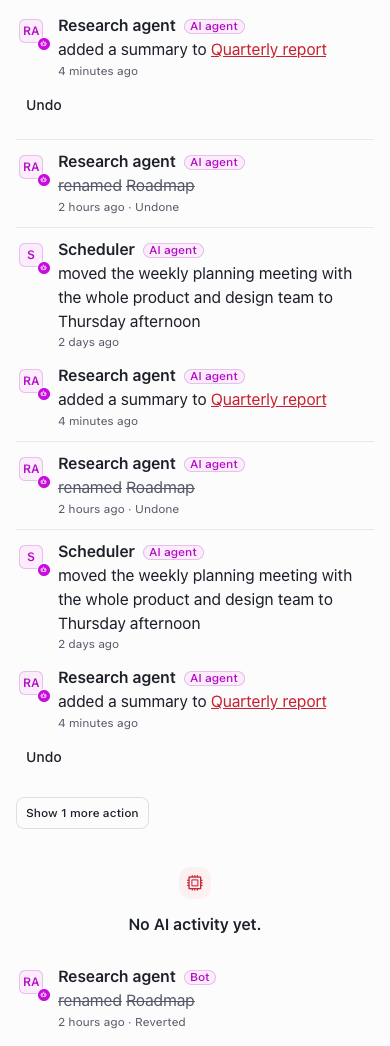 RA Research agent AI agent
added a summary to Quarterly report
4 minutes ago
Undo
RA Research agent AI agent
renamed Roadmap
2 hours ago · Undone
S Scheduler AI agent
moved the weekly planning meeting with
the whole product and design team to
Thursday afternoon
2 days ago
RA Research agent AI agent
added a summary to Quarterly report
4 minutes ago
RA Research agent AI agent
renamed Roadmap
2 hours ago · Undone
S Scheduler AI agent
moved the weekly planning meeting with
the whole product and design team to
Thursday afternoon
2 days ago
RA Research agent AI agent
added a summary to Quarterly report
4 minutes ago
Undo
Show 1 more action
No AI activity yet.
RA Research agent Bot
renamed Roadmap
2 hours ago · Reverted